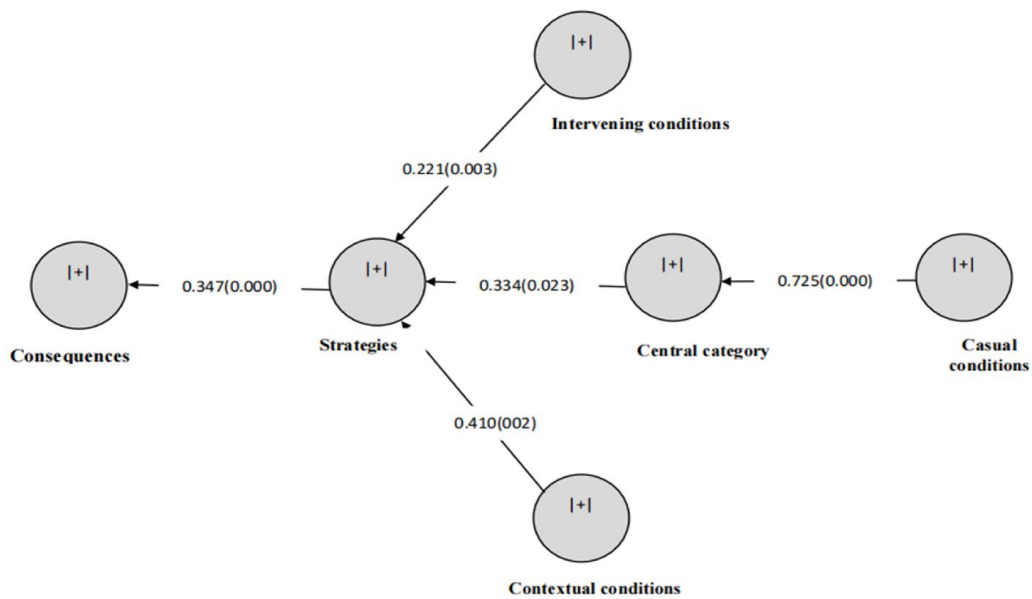 |+|
Intervening conditions
0.221(0.003)
|+|
|+|
|+|
|+|
0.347(0.000)
0.334(0.023)
0.725(0.000)
Consequences
Strategies
Central category
Casual
conditions
0.410(002)
|+|
Contextual conditions